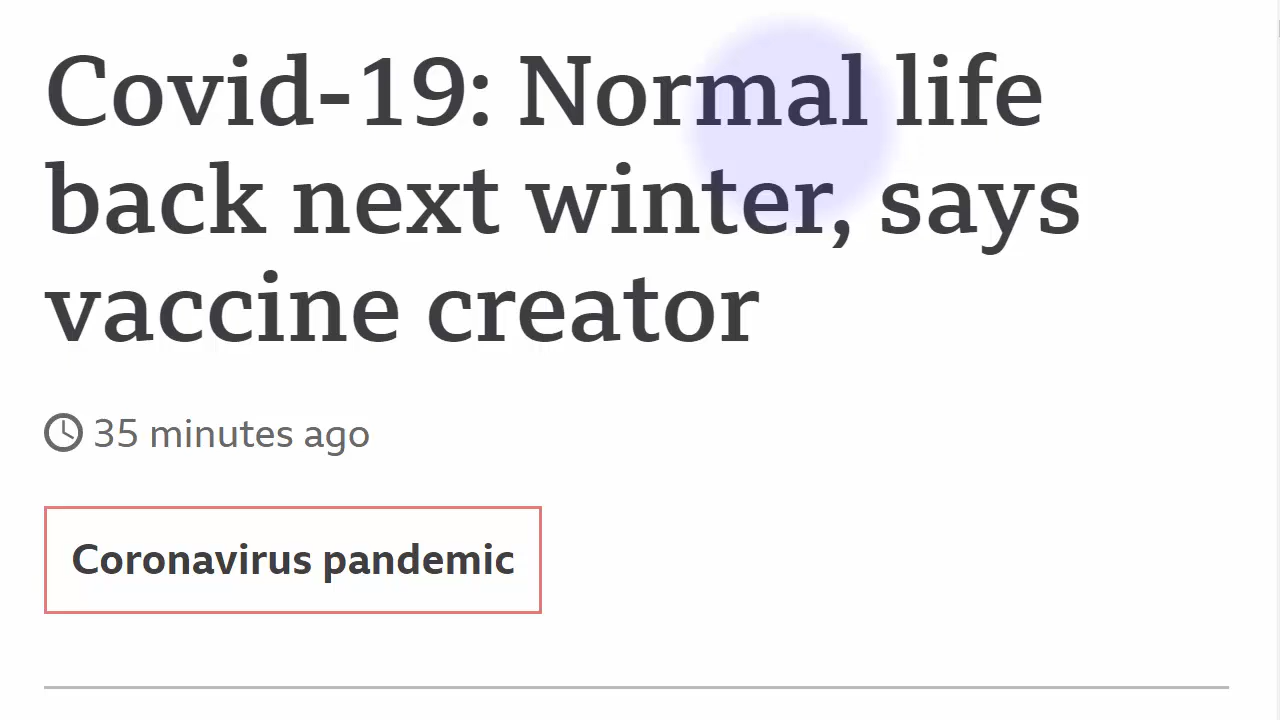 Covid-19: Normal life
back next winter, says
vaccine creator
35 minutes ago
Coronavirus pandemic